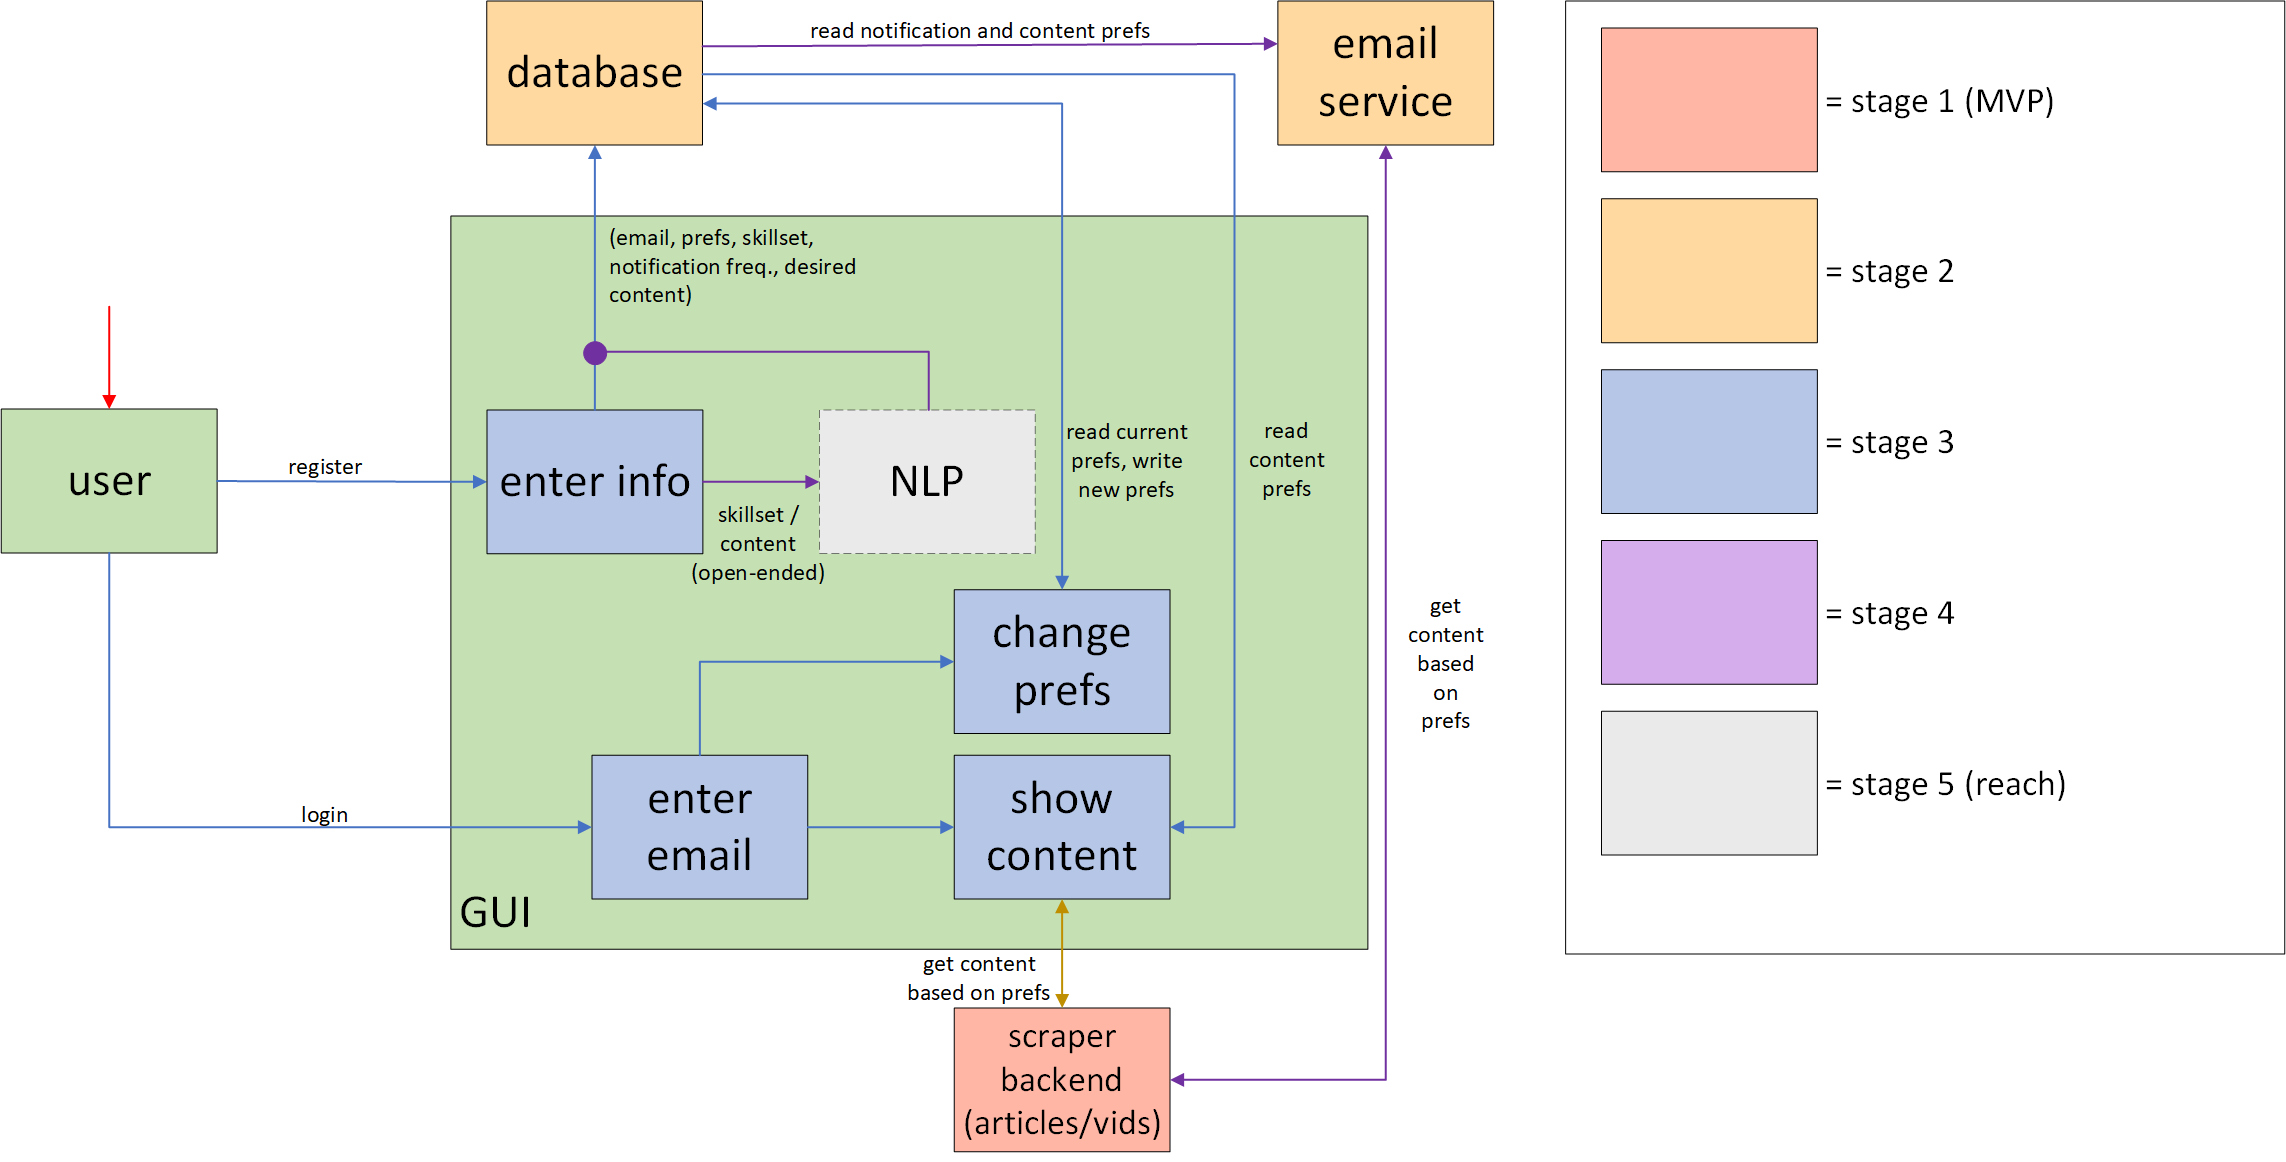 database
read notification and content prefs
email
service
= stage 1 (MVP)
= stage 2
= stage 3
= stage 4
= stage 5 (reach)
(email, prefs, skillset,
notification freq., desired
content)
user
register
enter info
skillset /
content
(open-ended)
NLP
read current
prefs, write
new prefs
read
content
prefs
change
prefs
get
content
based
on
prefs
login
enter
email
show
content
GUI
get content
based on prefs
scraper
backend
(articles/vids)